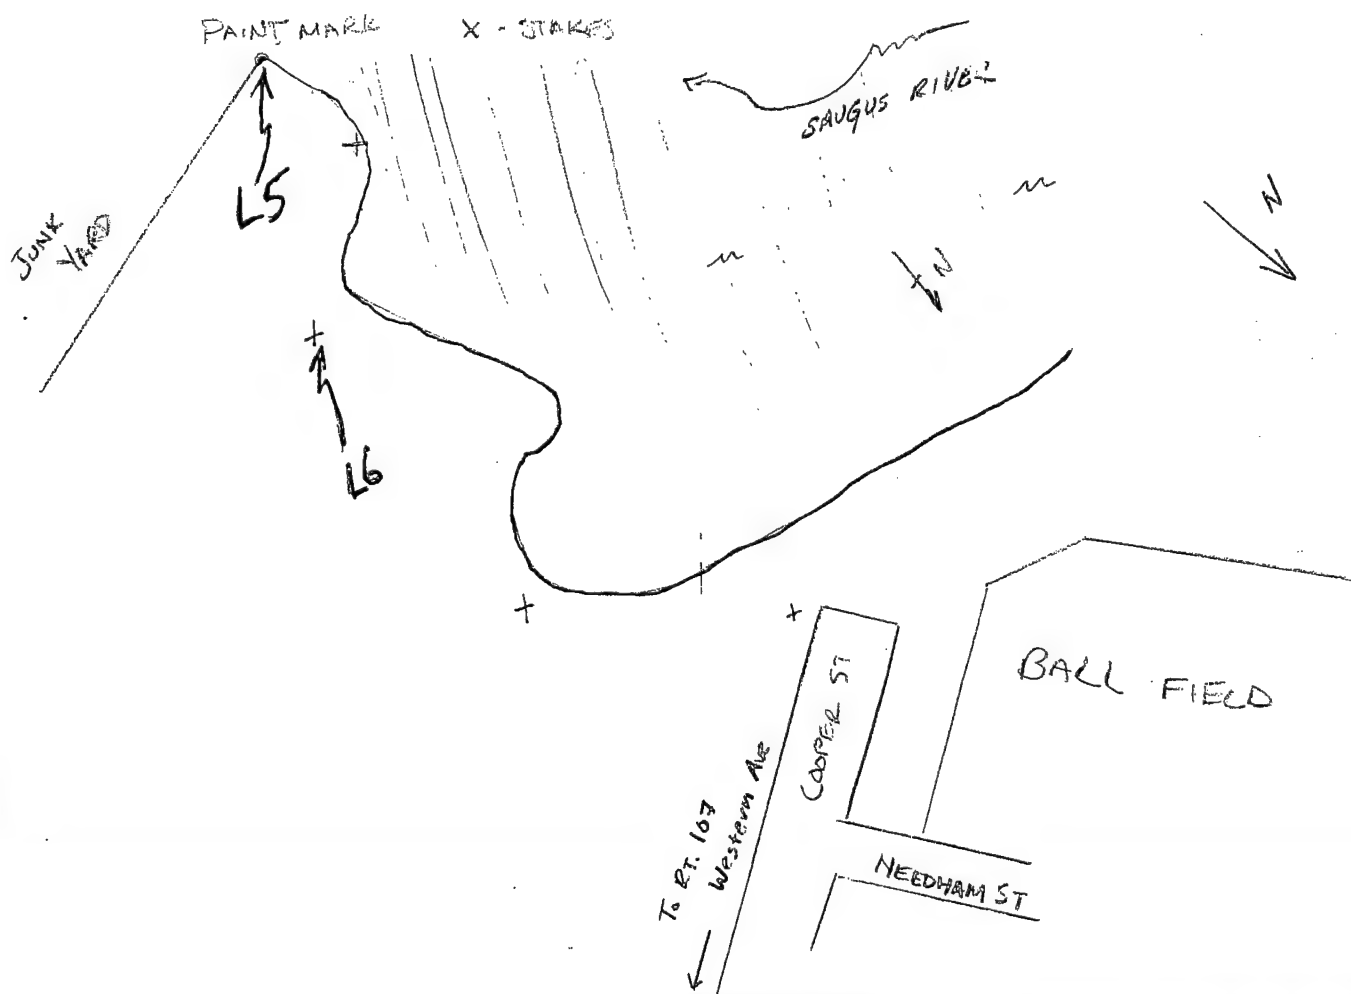 PAINT MARK
X - STAKES
SAUGUS RIVER
L5
JUNK
YARD
N
N
L6
BALL FIELD
COOPER ST
To RT. 107
Western Ave
NEEDHAM ST